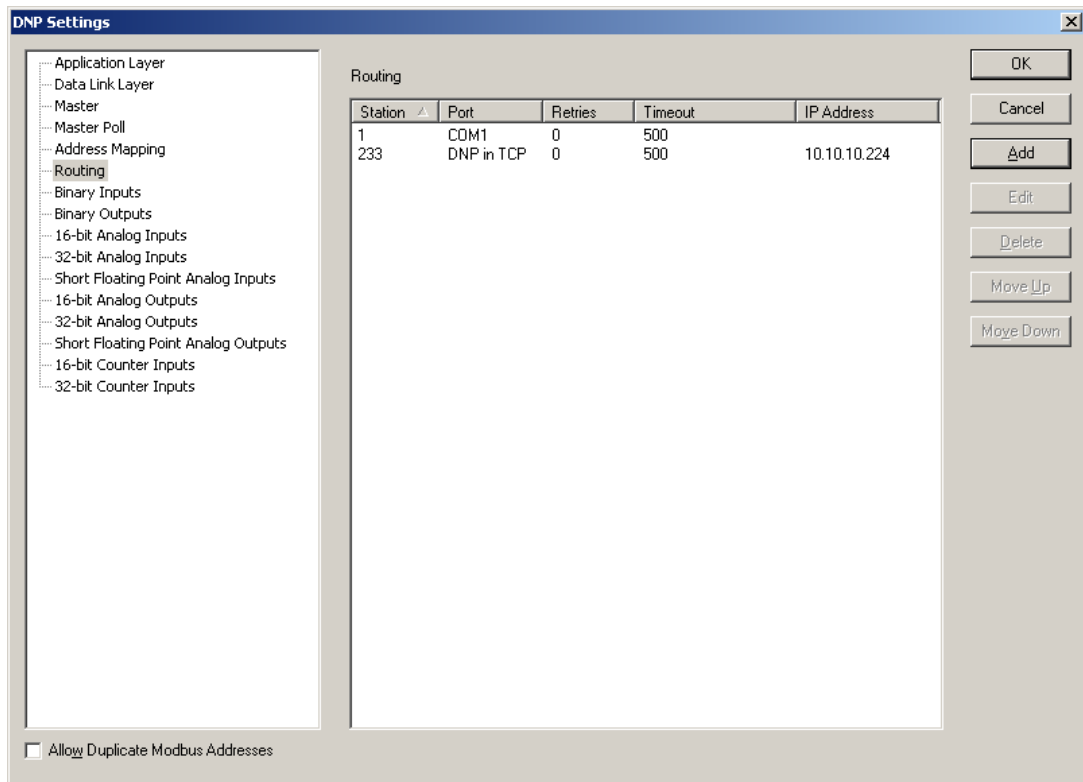 DNP Settings
Application Layer
Data Link Layer
Master
Master Poll
Address Mapping
Routing
Binary Inputs
Binary Outputs
16-bit Analog Inputs
32-bit Analog Inputs
Short Floating Point Analog Inputs
16-bit Analog Outputs
32-bit Analog Outputs
Short Floating Point Analog Outputs
16-bit Counter Inputs
32-bit Counter Inputs
Allow Duplicate Modbus Addresses
Routing
Station Port Retries Timeout IP Address
1 COM1 0 500
233 DNP in TCP 0 500 10.10.10.224
OK
Cancel
Add
Edit
Delete
Move Up
Move Down